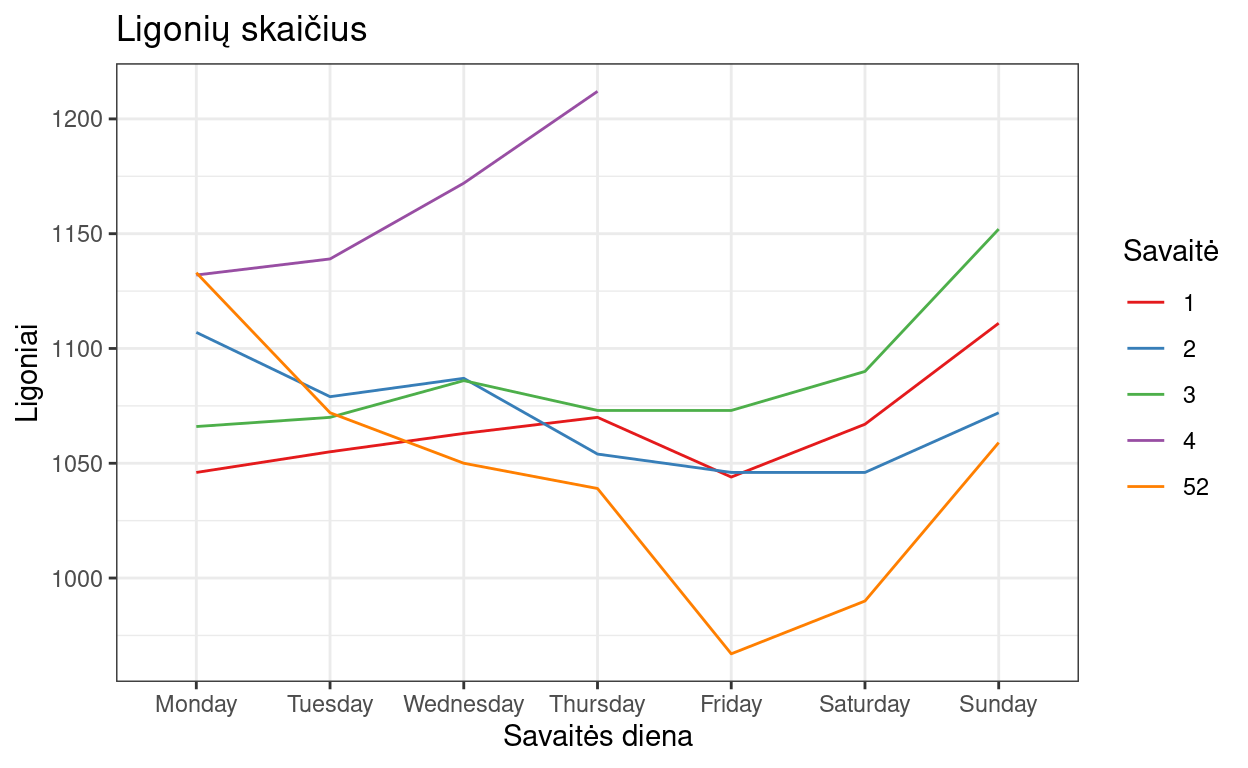 Ligonių skaičius
1200
1150
1100
1050
1000
Ligoniai
Monday Tuesday Wednesday Thursday Friday Saturday Sunday
Savaitės diena
Savaitė
1
2
3
4
52